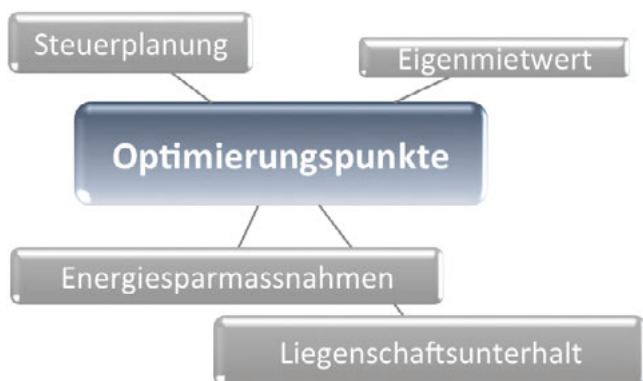 Steuerplanung
Eigenmietwert
Optimierungspunkte
Energiesparmassnahmen
Liegenschaftsunterhalt